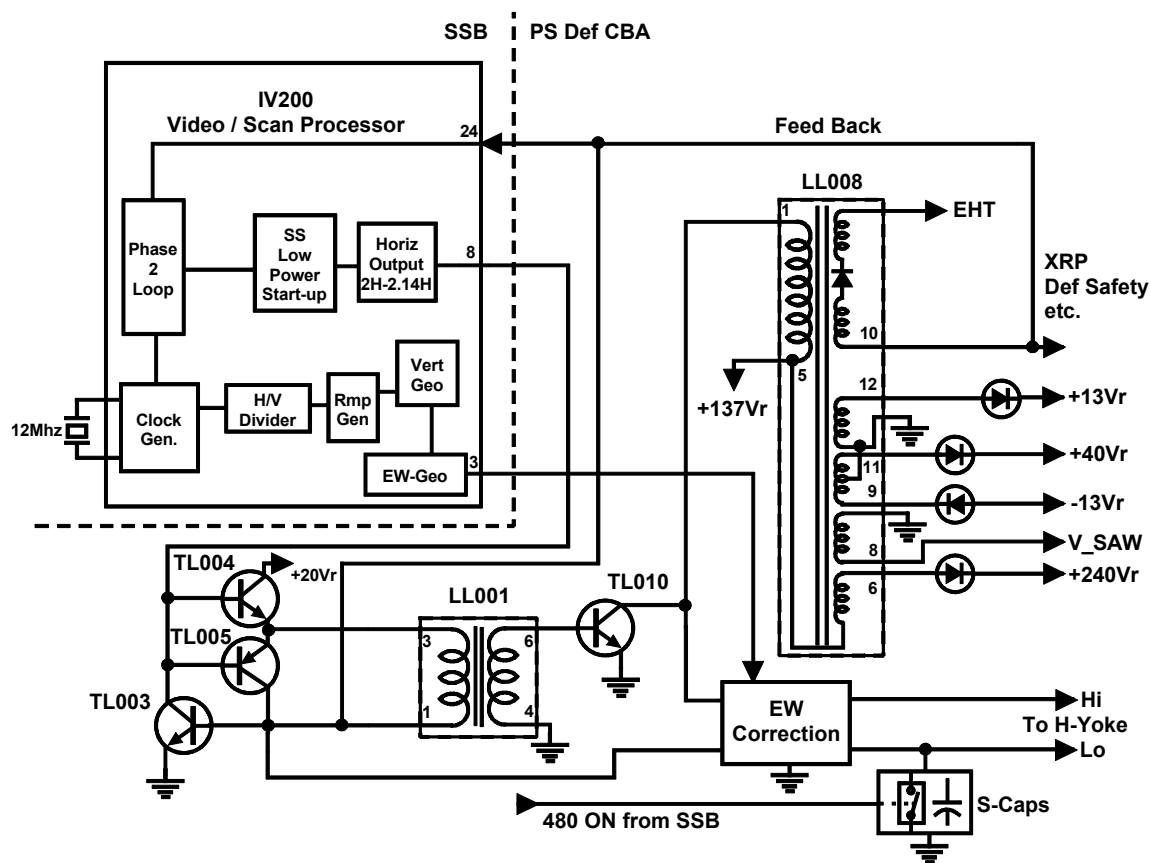 SSB
PS Def CBA
IV200
Video / Scan Processor
24
Feed Back
LL008
1
EHT
Phase
2
Loop
SS
Low
Power
Start-up
Horiz
Output
2H-2.14H
8
XRP
Def Safety
etc.
10
5
+137Vr
12
+13Vr
Vert
Geo
12Mhz
Clock
Gen.
H/V
Divider
Rmp
Gen
EW-Geo
3
11
+40Vr
9
-13Vr
8
V_SAW
6
+240Vr
TL004
+20Vr
LL001
TL010
TL005
3
6
TL003
1
4
EW
Correction
Hi
To H-Yoke
Lo
480 ON from SSB
S-Caps